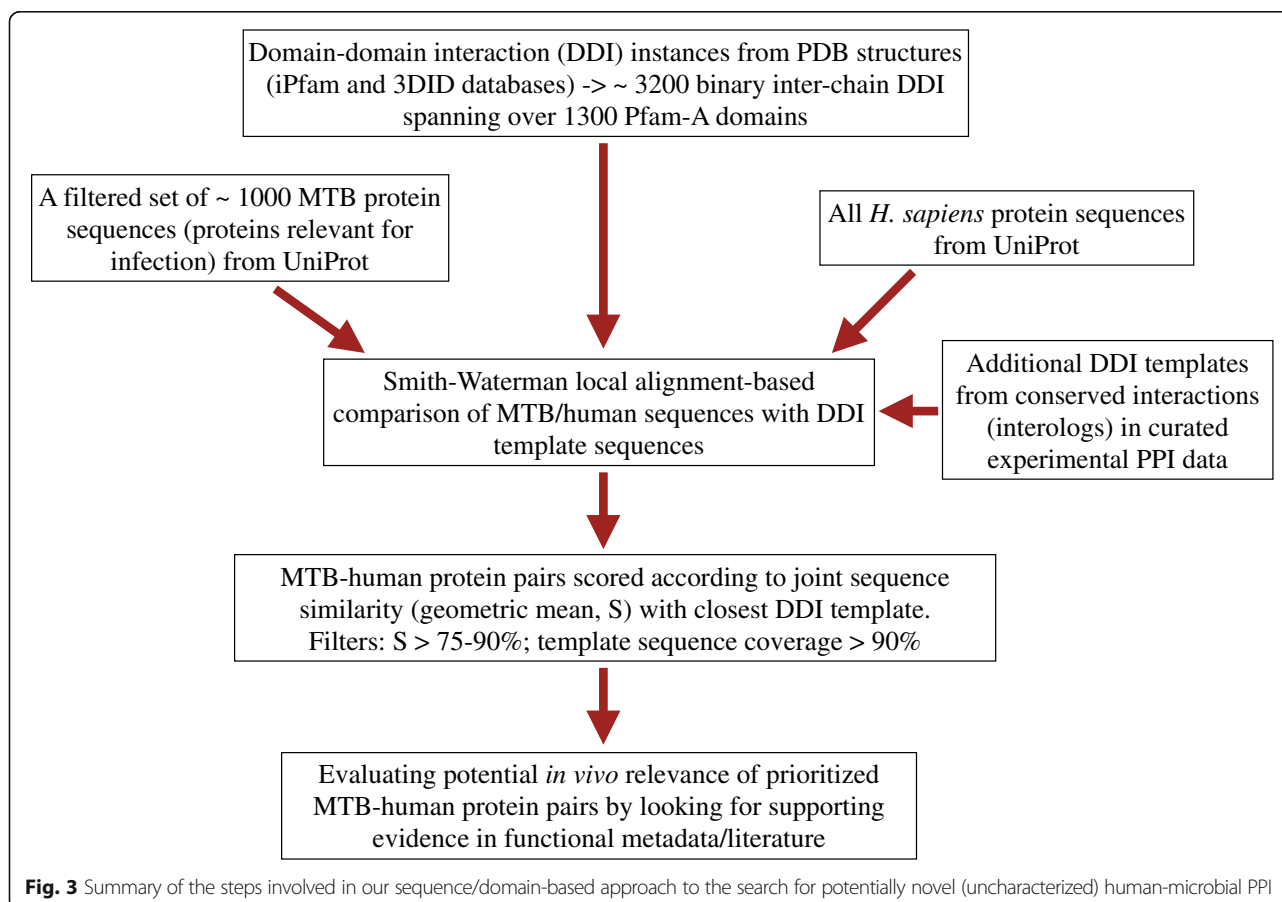 Domain-domain interaction (DDI) instances from PDB structures
(iPfam and 3DID databases) -> ~ 3200 binary inter-chain DDI
spanning over 1300 Pfam-A domains
A filtered set of ~ 1000 MTB protein
sequences (proteins relevant for
infection) from UniProt
All H. sapiens protein sequences
from UniProt
Smith-Waterman local alignment-based
comparison of MTB/human sequences with DDI
template sequences
Additional DDI templates
from conserved interactions
(interologs) in curated
experimental PPI data
MTB-human protein pairs scored according to joint sequence
similarity (geometric mean, S) with closest DDI template.
Filters: S > 75-90%; template sequence coverage > 90%
Evaluating potential in vivo relevance of prioritized
MTB-human protein pairs by looking for supporting
evidence in functional metadata/literature
Fig. 3 Summary of the steps involved in our sequence/domain-based approach to the search for potentially novel (uncharacterized) human-microbial PPI